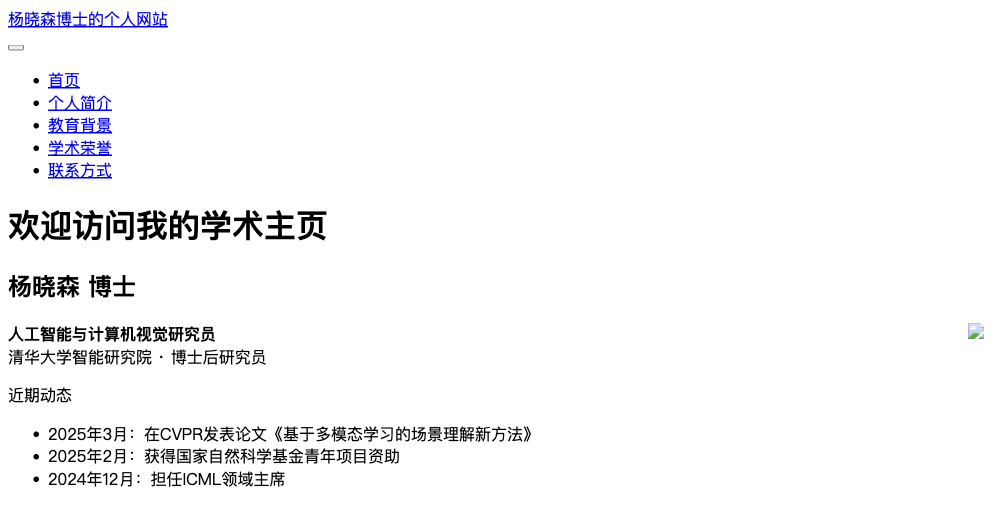 杨晓森博士的个人网站
首页
个人简介
教育背景
学术荣誉
联系方式
欢迎访问我的学术主页
杨晓森 博士
人工智能与计算机视觉研究员
清华大学智能研究院 · 博士后研究员
近期动态
2025年3月：在CVPR发表论文《基于多模态学习的场景理解新方法》
2025年2月：获得国家自然科学基金青年项目资助
2024年12月：担任ICML领域主席